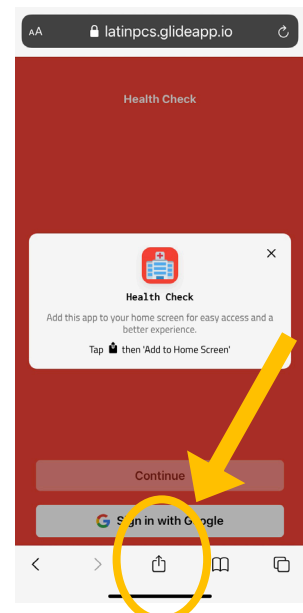 AA latinpcs.glideapp.io
Health Check
Health Check
Add this app to your home screen for easy access and a
better experience.
Tap then 'Add to Home Screen'
Continue
G Sign in with Google